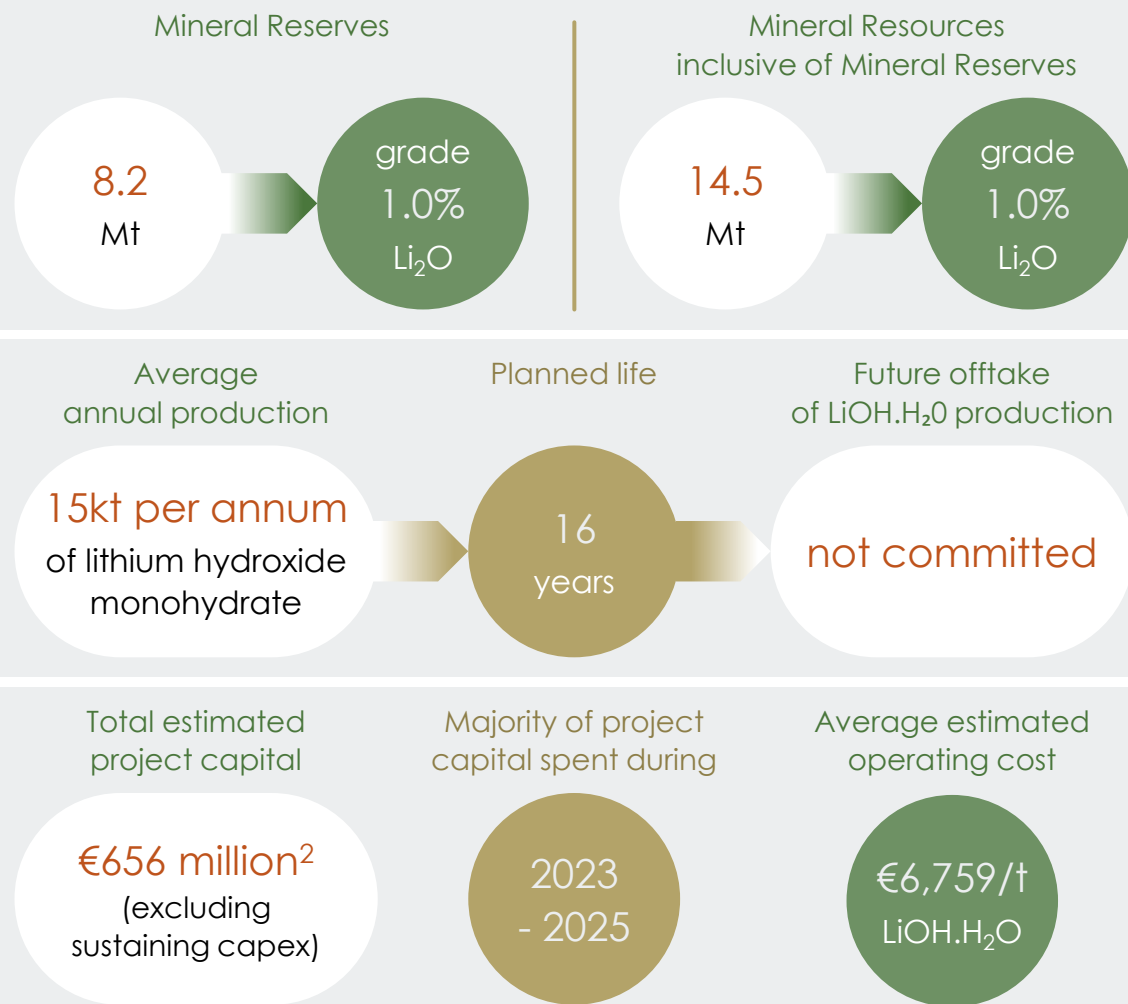 Mineral Reserves
8.2
Mt
grade
1.0%
Li₂O
Mineral Resources
inclusive of Mineral Reserves
14.5
Mt
grade
1.0%
Li₂O
Average
annual production
15kt per annum
of lithium hydroxide
monohydrate
Planned life
16
years
Future offtake
of LiOH.H₂0 production
not committed
Total estimated
project capital
€656 million²
(excluding
sustaining capex)
Majority of project
capital spent during
2023
- 2025
Average estimated
operating cost
€6,759/t
LiOH.H₂O